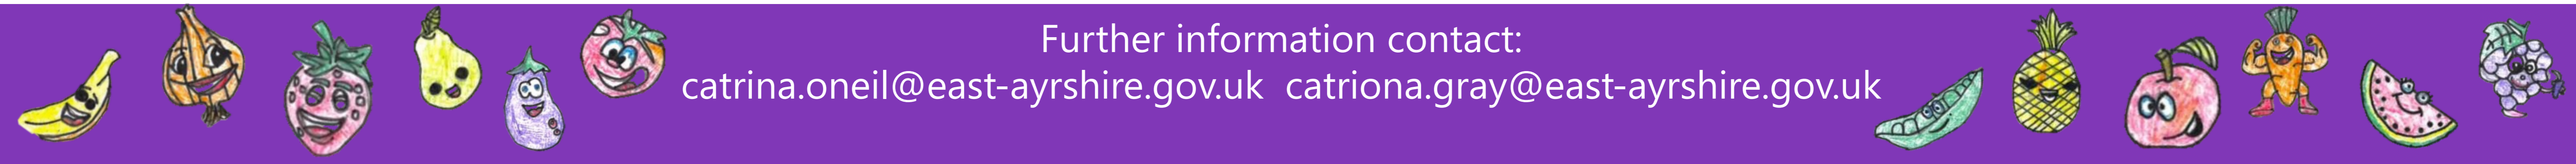 Further information contact:
catrina.oneil@east-ayrshire.gov.uk catriona.gray@east-ayrshire.gov.uk